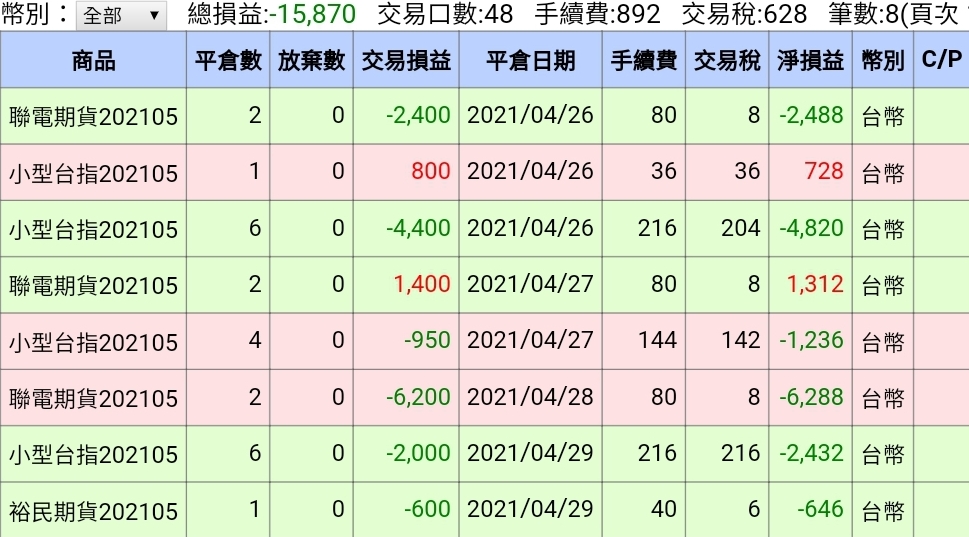 幣別： 全部 ▼ 總損益:-15,870 交易口數:48 手續費:892 交易稅:628 筆數:8(頁次
商品 平倉數 放棄數 交易損益 平倉日期 手續費 交易稅 淨損益 幣別 C/P
聯電期貨202105 2 0 -2,400 2021/04/26 80 8 -2,488 台幣
小型台指202105 1 0 800 2021/04/26 36 36 728 台幣
小型台指202105 6 0 -4,400 2021/04/26 216 204 -4,820 台幣
聯電期貨202105 2 0 1,400 2021/04/27 80 8 1,312 台幣
小型台指202105 4 0 -950 2021/04/27 144 142 -1,236 台幣
聯電期貨202105 2 0 -6,200 2021/04/28 80 8 -6,288 台幣
小型台指202105 6 0 -2,000 2021/04/29 216 216 -2,432 台幣
裕民期貨202105 1 0 -600 2021/04/29 40 6 -646 台幣